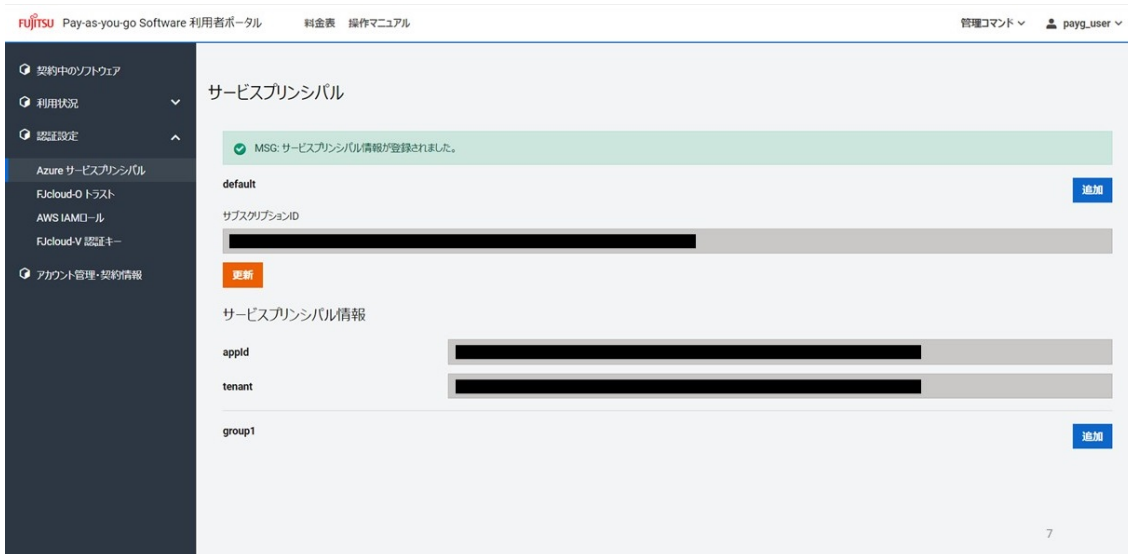 FUJITSU Pay-as-you-go Software 利用者ポータル 料金表 操作マニュアル 管理コマンド payg_user
契約中のソフトウェア
利用状況
認証設定
Azure サービスプリンシパル
FJcloud-O トラスト
AWS IAMロール
FJcloud-V 認証キー
アカウント管理・契約情報
サービスプリンシパル
MSG: サービスプリンシパル情報が登録されました。
default 追加
サブスクリプションID
更新
サービスプリンシパル情報
appId
tenant
group1 追加
7